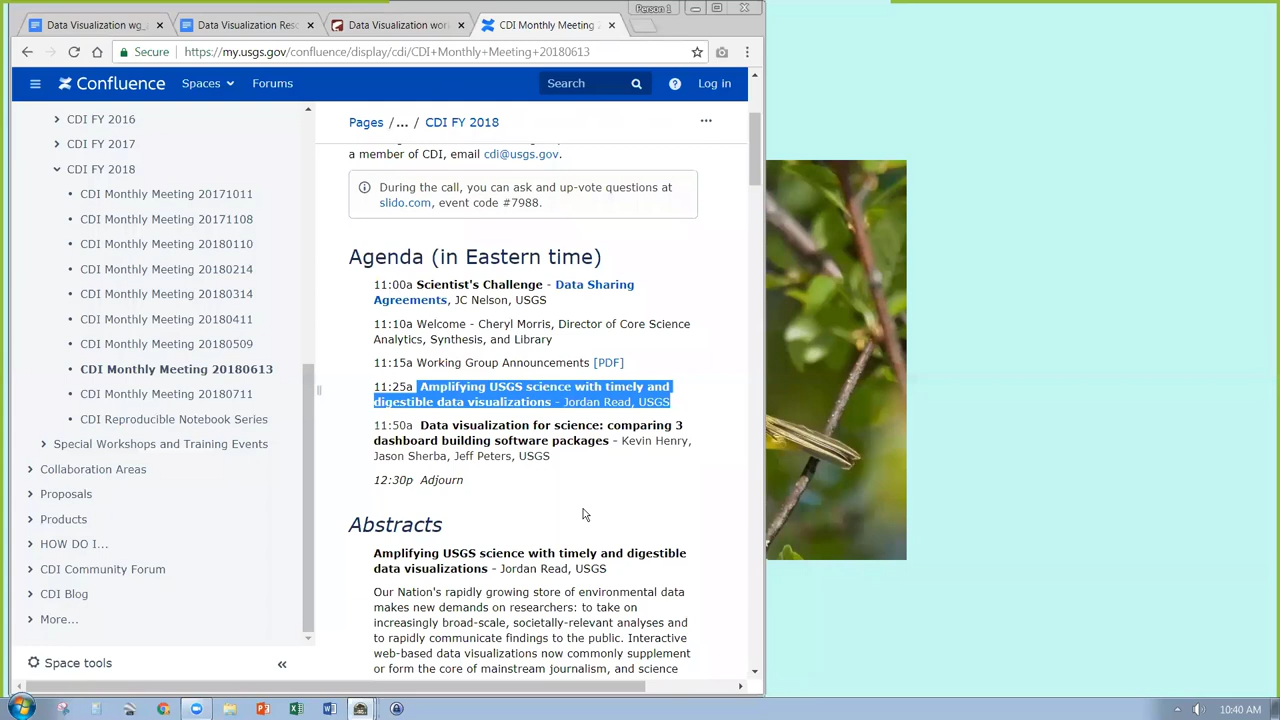 Person 1
Data Visualization wg_
Data Visualization Res
Data Visualization wor
CDI Monthly Meeting 2
Secure
https://my.usgs.gov/confluence/display/cdi/CDI+Monthly+Meeting+20180613
Confluence
Spaces
Forums
Search
Log in
CDI FY 2016
CDI FY 2017
CDI FY 2018
CDI Monthly Meeting 20171011
CDI Monthly Meeting 20171108
CDI Monthly Meeting 20180110
CDI Monthly Meeting 20180214
CDI Monthly Meeting 20180314
CDI Monthly Meeting 20180411
CDI Monthly Meeting 20180509
CDI Monthly Meeting 20180613
CDI Monthly Meeting 20180711
CDI Reproducible Notebook Series
Special Workshops and Training Events
Collaboration Areas
Proposals
Products
HOW DO I...
CDI Community Forum
CDI Blog
More...
Space tools
Pages /... / CDI FY 2018
a member of CDI, email cdi@usgs.gov.
During the call, you can ask and up-vote questions at
slido.com, event code #7988.
Agenda (in Eastern time)
11:00a Scientist's Challenge - Data Sharing
Agreements, JC Nelson, USGS
11:10a Welcome - Cheryl Morris, Director of Core Science
Analytics, Synthesis, and Library
11:15a Working Group Announcements [PDF]
11:25a Amplifying USGS science with timely and
digestible data visualizations - Jordan Read, USGS
11:50a Data visualization for science: comparing 3
dashboard building software packages - Kevin Henry,
Jason Sherba, Jeff Peters, USGS
12:30p Adjourn
Abstracts
Amplifying USGS science with timely and digestible
data visualizations - Jordan Read, USGS
Our Nation's rapidly growing store of environmental data
makes new demands on researchers: to take on
increasingly broad-scale, societally-relevant analyses and
to rapidly communicate findings to the public. Interactive
web-based data visualizations now commonly supplement
or form the core of mainstream journalism, and science
10:40 AM